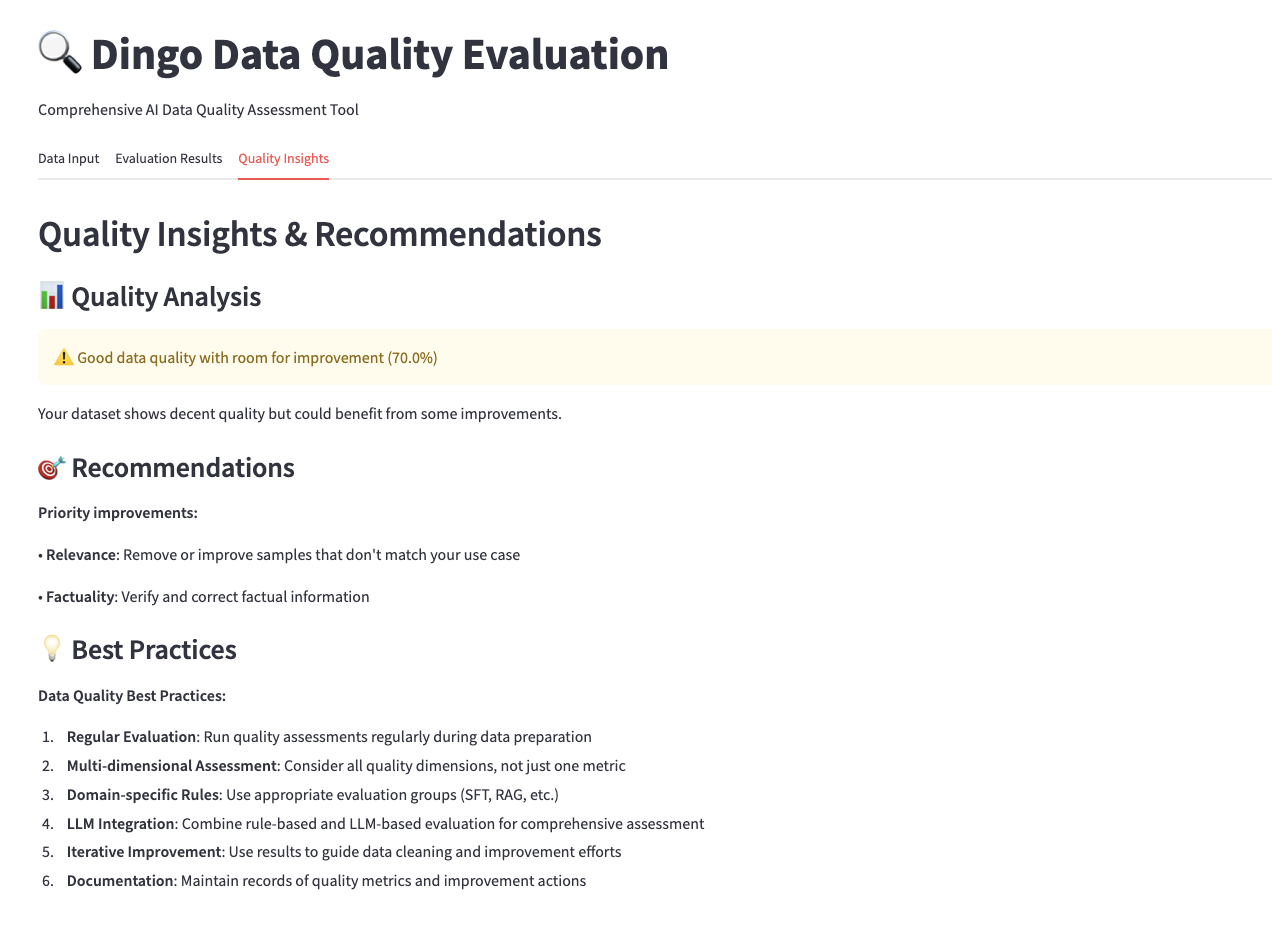 🔍 Dingo Data Quality Evaluation
Comprehensive AI Data Quality Assessment Tool
Data Input Evaluation Results Quality Insights
Quality Insights & Recommendations
📊 Quality Analysis
⚠️ Good data quality with room for improvement (70.0%)
Your dataset shows decent quality but could benefit from some improvements.
🎯 Recommendations
Priority improvements:
• Relevance: Remove or improve samples that don't match your use case
• Factuality: Verify and correct factual information
💡 Best Practices
Data Quality Best Practices:
1. Regular Evaluation: Run quality assessments regularly during data preparation
2. Multi-dimensional Assessment: Consider all quality dimensions, not just one metric
3. Domain-specific Rules: Use appropriate evaluation groups (SFT, RAG, etc.)
4. LLM Integration: Combine rule-based and LLM-based evaluation for comprehensive assessment
5. Iterative Improvement: Use results to guide data cleaning and improvement efforts
6. Documentation: Maintain records of quality metrics and improvement actions